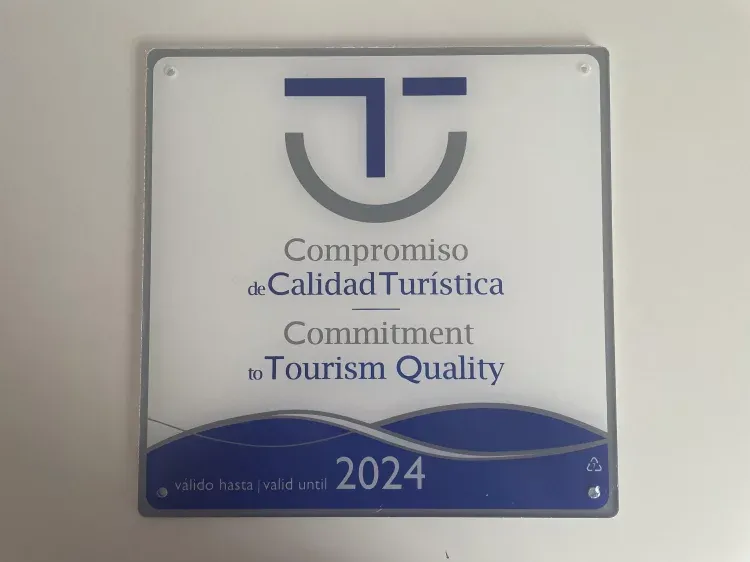 Compromiso
de Calidad Turística
Commitment
to Tourism Quality
válido hasta | valid until 2024